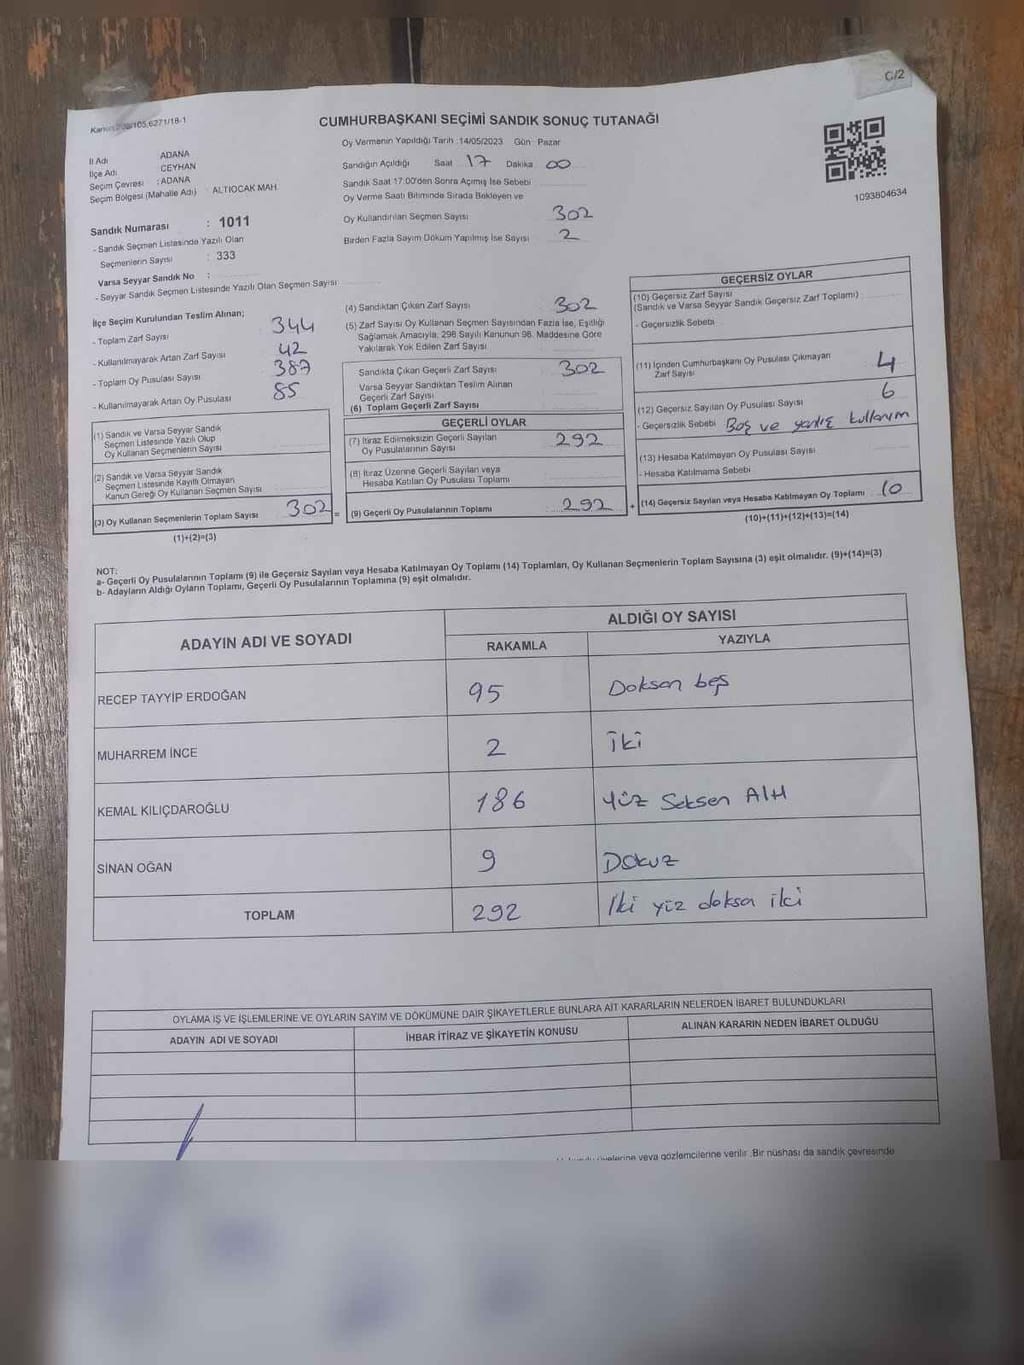 C/2
CUMHURBAŞKANI SEÇİMİ SANDIK SONUÇ TUTANAĞI
Oy Vermenin Yapıldığı Tarih :14/05/2023 Gün : Pazar
İl Adı ADANA
İlçe Adı CEYHAN
Seçim Çevresi :ADANA
Seçim Bölgesi (Mahalle Adı) : ALTIOCAK MAH.
Sandığın Açıldığı Saat 17 Dakika 00
Sandık Saat 17:00'den Sonra Açımış İse Sebebi
Oy Verme Saati Bitiminde Sırada Bekleyen ve
Oy Kullandırılan Seçmen Sayısı 302
Birden Fazla Sayım Döküm Yapılmış İse Sayısı 2
1093804634
Sandık Numarası : 1011
- Sandık Seçmen Listesinde Yazılı Olan
Seçmenlerin Sayısı : 333
Varsa Seyyar Sandık No :
- Seyyar Sandık Seçmen Listesinde Yazılı Olan Seçmen Sayısı :
İlçe Seçim Kurulundan Teslim Alınan;
- Toplam Zarf Sayısı 344
- Kullanılmayarak Artan Zarf Sayısı 42
- Toplam Oy Pusulası Sayısı 387
- Kullanılmayarak Artan Oy Pusulası 85
(1) Sandık ve Varsa Seyyar Sandık
Seçmen Listesinde Yazılı Olup
Oy Kullanan Seçmenlerin Sayısı
(2) Sandık ve Varsa Seyyar Sandık
Seçmen Listesinde Kayıtlı Olmayan
Kanun Gereği Oy Kullanan Seçmen Sayısı
(3) Oy Kullanan Seçmenlerin Toplam Sayısı 302 =
(1)+(2)=(3)
(4) Sandıktan Çıkan Zarf Sayısı 302
(5) Zarf Sayısı Oy Kullanan Seçmen Sayısından Fazla İse, Eşitliği
Sağlamak Amacıyla, 298 Sayılı Kanunun 98. Maddesine Göre
Yakılarak Yok Edilen Zarf Sayısı
Sandıkta Çıkan Geçerli Zarf Sayısı 302
Varsa Seyyar Sandıktan Teslim Alınan
Geçerli Zarf Sayısı
(6) Toplam Geçerli Zarf Sayısı
GEÇERLİ OYLAR
(7) İtiraz Edilmeksizin Geçerli Sayılan
Oy Pusulalarının Sayısı 292
(8) İtiraz Üzerine Geçerli Sayılan veya
Hesaba Katılan Oy Pusulası Toplamı
(9) Geçerli Oy Pusulalarının Toplamı 292 +
GEÇERSİZ OYLAR
(10) Geçersiz Zarf Sayısı
(Sandık ve Varsa Seyyar Sandık Geçersiz Zarf Toplamı)
- Geçersizlik Sebebi
(11) İçinden Cumhurbaşkanı Oy Pusulası Çıkmayan
Zarf Sayısı 4
(12) Geçersiz Sayılan Oy Pusulası Sayısı 6
- Geçersizlik Sebebi Boş ve yanlış kullanım
(13) Hesaba Katılmayan Oy Pusulası Sayısı
- Hesaba Katılmama Sebebi
(14) Geçersiz Sayılan veya Hesaba Katılmayan Oy Toplamı 10
(10)+(11)+(12)+(13)=(14)
NOT:
a- Geçerli Oy Pusulalarının Toplamı (9) ile Geçersiz Sayılan veya Hesaba Katılmayan Oy Toplamı (14) Toplamları, Oy Kullanan Seçmenlerin Toplam Sayısına (3) eşit olmalıdır. (9)+(14)=(3)
b- Adayların Aldığı Oyların Toplamı, Geçerli Oy Pusulalarının Toplamına (9) eşit olmalıdır.
ADAYIN ADI VE SOYADI ALDIĞI OY SAYISI
RAKAMLA YAZIYLA
RECEP TAYYİP ERDOĞAN 95 Doksan beş
MUHARREM İNCE 2 İki
KEMAL KILIÇDAROĞLU 186 Yüz Seksen Altı
SİNAN OĞAN 9 Dokuz
TOPLAM 292 İki yüz doksan iki
OYLAMA İŞ VE İŞLEMLERİNE VE OYLARIN SAYIM VE DÖKÜMÜNE DAİR ŞİKAYETLERLE BUNLARA AİT KARARLARIN NELERDEN İBARET BULUNDUKLARI
ADAYIN ADI VE SOYADI İHBAR İTİRAZ VE ŞİKAYETİN KONUSU ALINAN KARARIN NEDEN İBARET OLDUĞU
veya gözlemcilerine verilir .Bir nüshası da sandık çevresinde